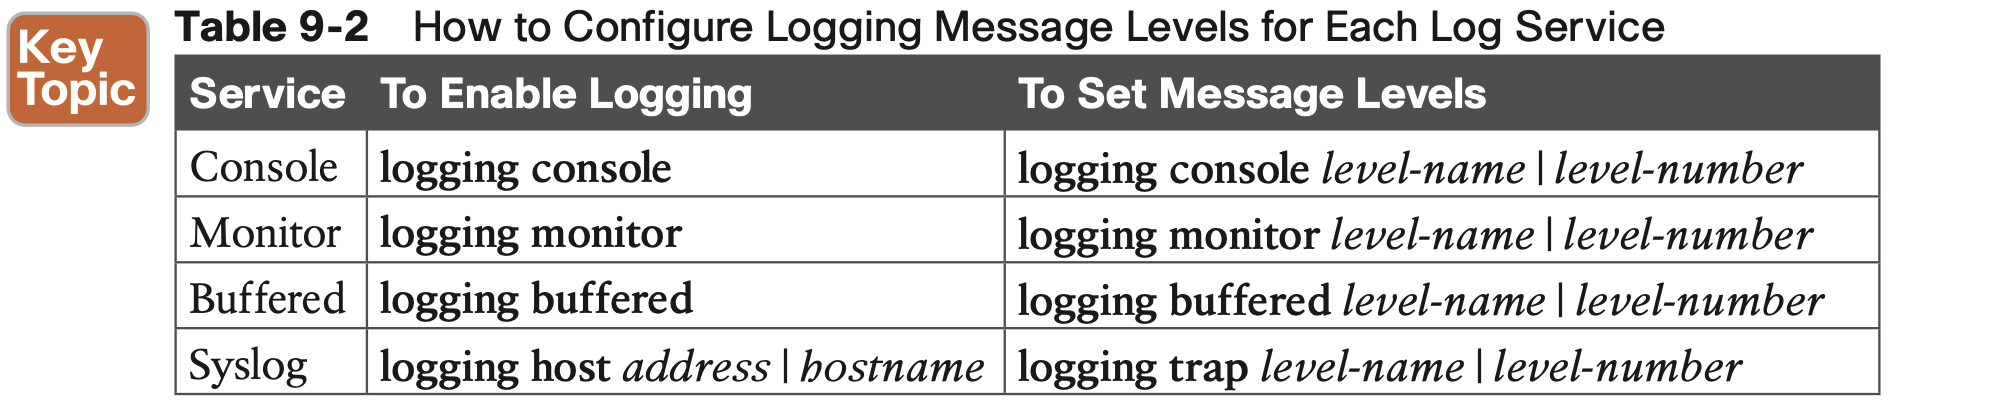 Key
Topic
Table 9-2 How to Configure Logging Message Levels for Each Log Service
Service To Enable Logging To Set Message Levels
Console logging console logging console level-name | level-number
Monitor logging monitor logging monitor level-name | level-number
Buffered logging buffered logging buffered level-name | level-number
Syslog logging host address | hostname logging trap level-name | level-number